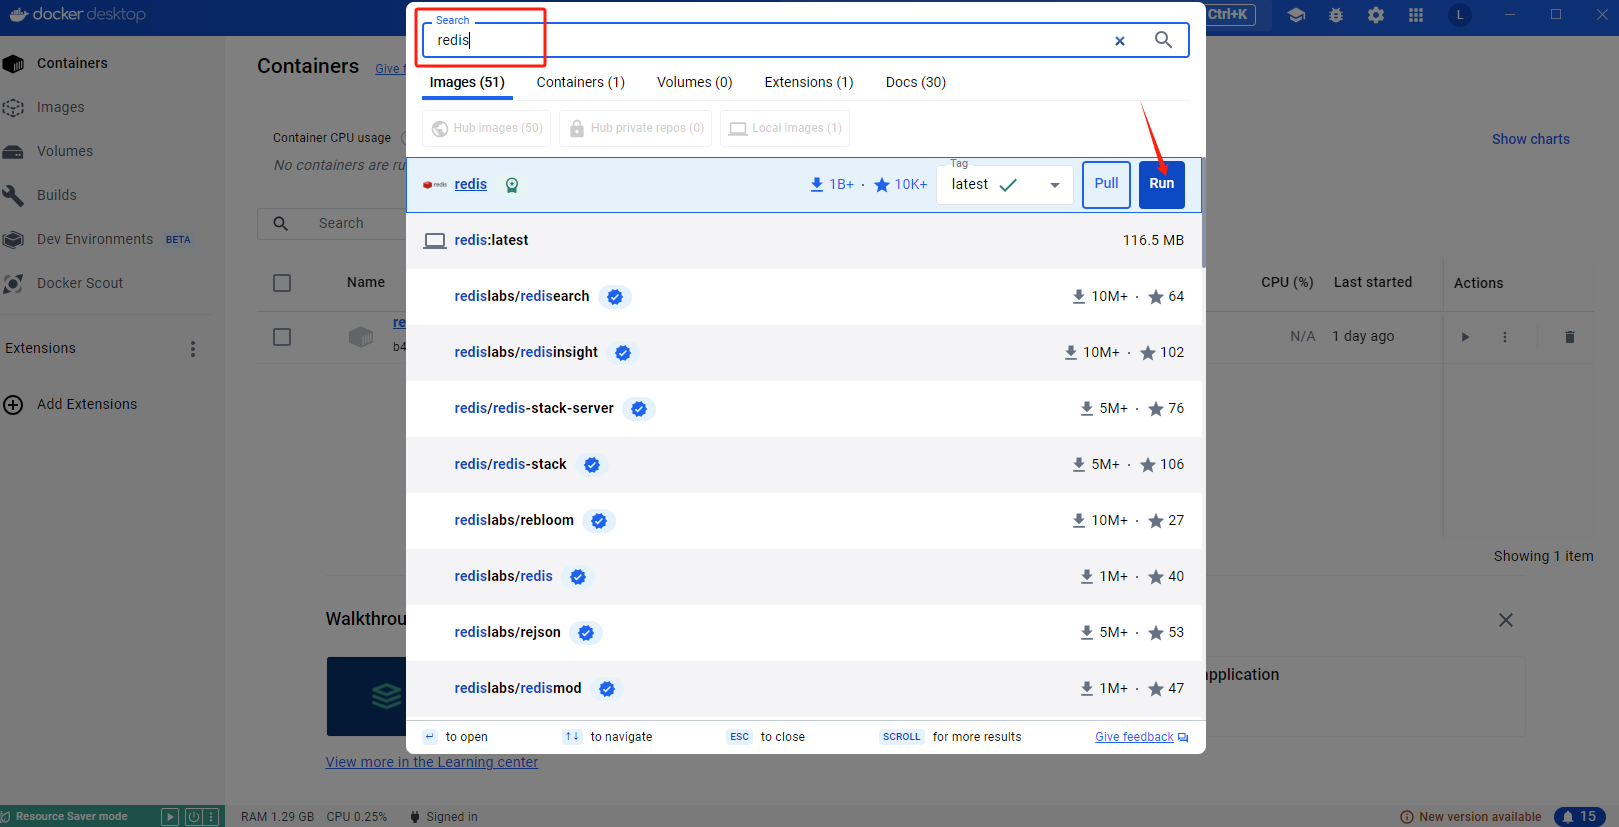 docker desktop
Ctrl+K
L
Search
redis
Images (51)
Containers (1)
Volumes (0)
Extensions (1)
Docs (30)
Hub images (50)
Hub private repos (0)
Local images (1)
redis
redis
1B+ · 10K+
Tag
latest
Pull
Run
redis:latest
116.5 MB
redislabs/redisearch
10M+ · 64
redislabs/redisinsight
10M+ · 102
redis/redis-stack-server
5M+ · 76
redis/redis-stack
5M+ · 106
redislabs/rebloom
10M+ · 27
redislabs/redis
1M+ · 40
redislabs/rejson
5M+ · 53
redislabs/redismod
1M+ · 47
to open
to navigate
ESC to close
SCROLL for more results
Give feedback
Containers
Images
Volumes
Builds
Dev Environments BETA
Docker Scout
Extensions
Add Extensions
Containers
Give f
Container CPU usage
No containers are ru
Show charts
Search
Name
CPU (%)
Last started
Actions
re
b4
N/A
1 day ago
Showing 1 item
Walkthrou
application
View more in the Learning center
Resource Saver mode
RAM 1.29 GB
CPU 0.25%
Signed in
New version available
15